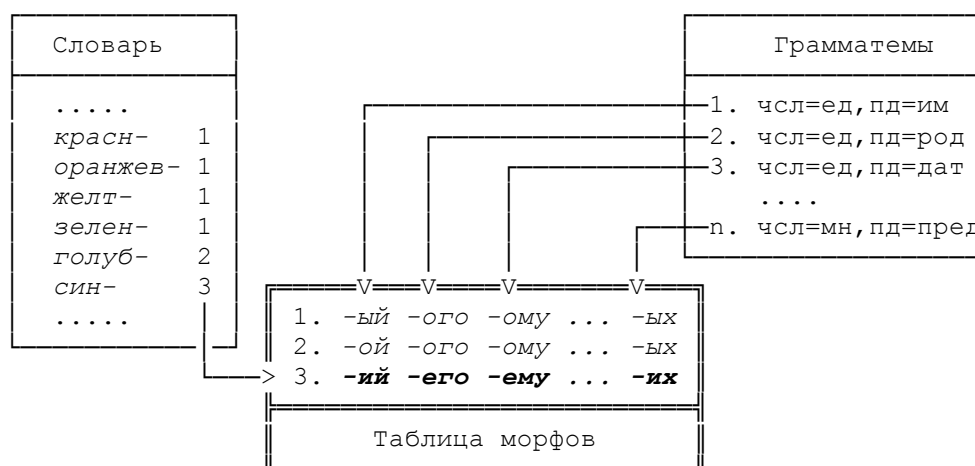 Словарь
.....
красн- 1
оранжев- 1
желт- 1
зелен- 1
голуб- 2
син- 3
.....
Грамматемы
1. чсл=ед,пд=им
2. чсл=ед,пд=род
3. чсл=ед,пд=дат
....
n. чсл=мн,пд=пред
1. -ый -ого -ому ... -ых
2. -ой -ого -ому ... -ых
3. -ий -его -ему ... -их
Таблица морфов